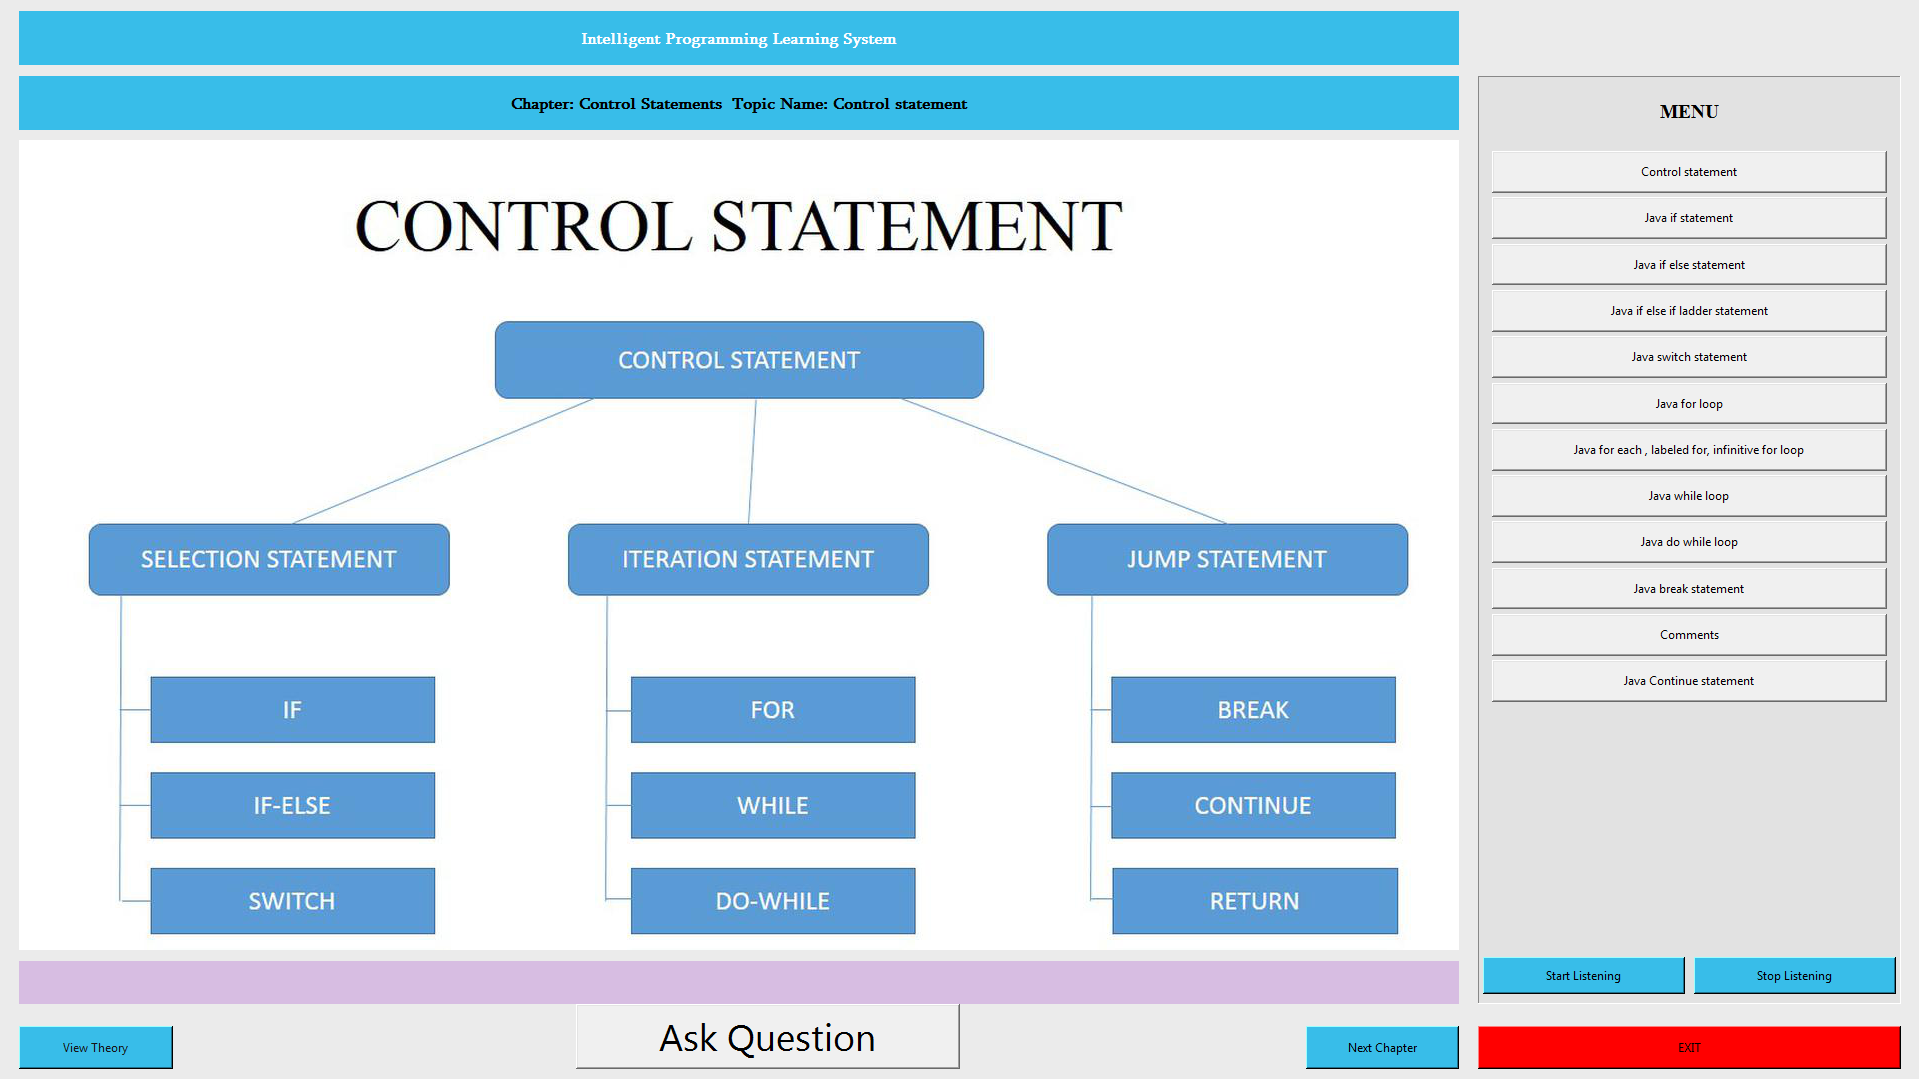 Intelligent Programming Learning System
Chapter: Control Statements  Topic Name: Control statement
CONTROL STATEMENT
CONTROL STATEMENT
SELECTION STATEMENT
ITERATION STATEMENT
JUMP STATEMENT
IF
FOR
BREAK
IF-ELSE
WHILE
CONTINUE
SWITCH
DO-WHILE
RETURN
View Theory
Ask Question
Next Chapter
MENU
Control statement
Java if statement
Java if else statement
Java if else if ladder statement
Java switch statement
Java for loop
Java for each , labeled for, infinitive for loop
Java while loop
Java do while loop
Java break statement
Comments
Java Continue statement
Start Listening
Stop Listening
EXIT